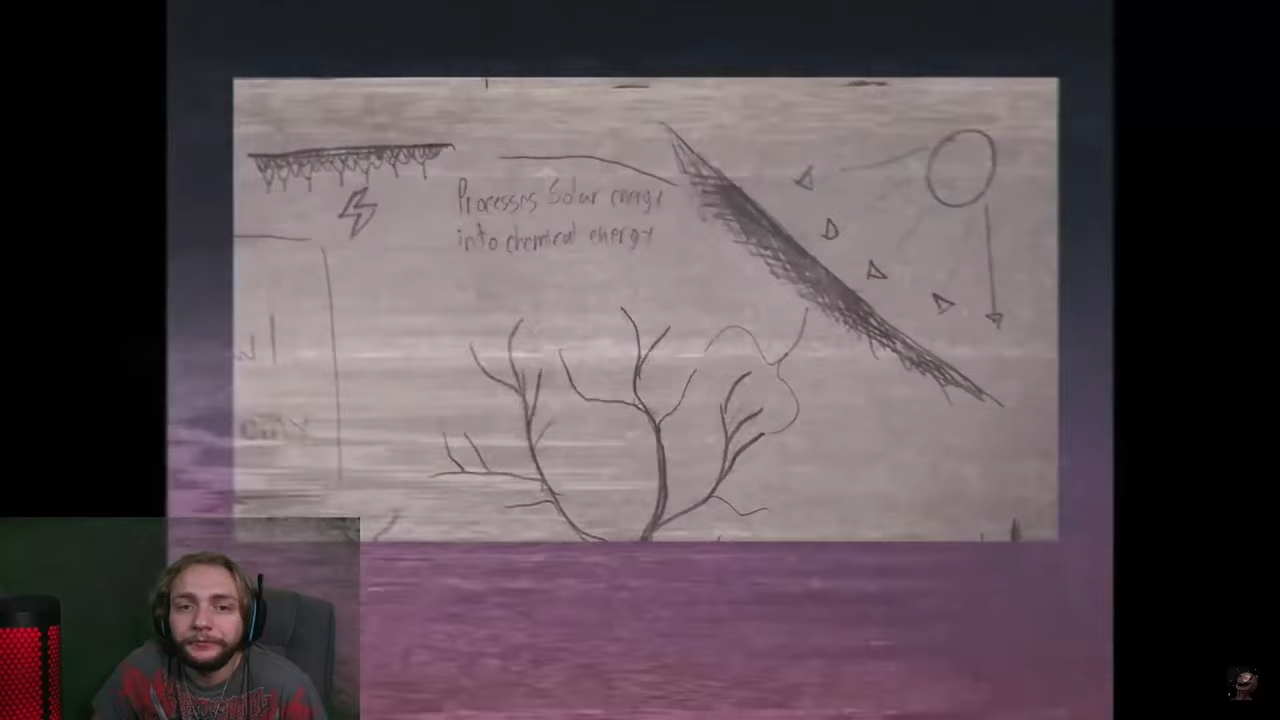 Processes Solar energy
into chemical energy